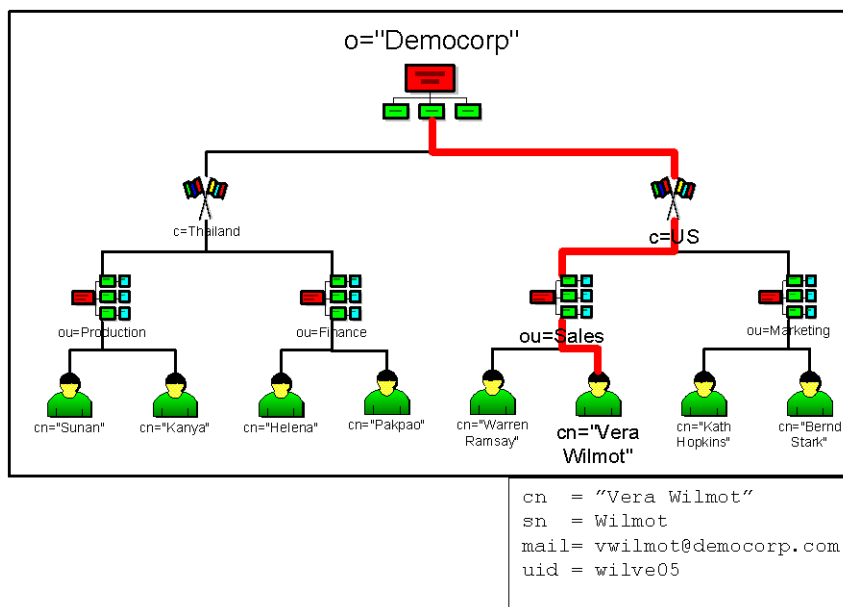 o="Democorp"
c=Thailand
c=US
ou=Production
ou=Finance
ou=Sales
ou=Marketing
cn="Sunan"
cn="Kanya"
cn="Helena"
cn="Pakpao"
cn="Warren
Ramsay"
cn="Vera
Wilmot"
cn="Kath
Hopkins"
cn="Bernd
Stark"
cn  = ”Vera Wilmot”
sn  = Wilmot
mail= vwilmot@democorp.com
uid = wilve05